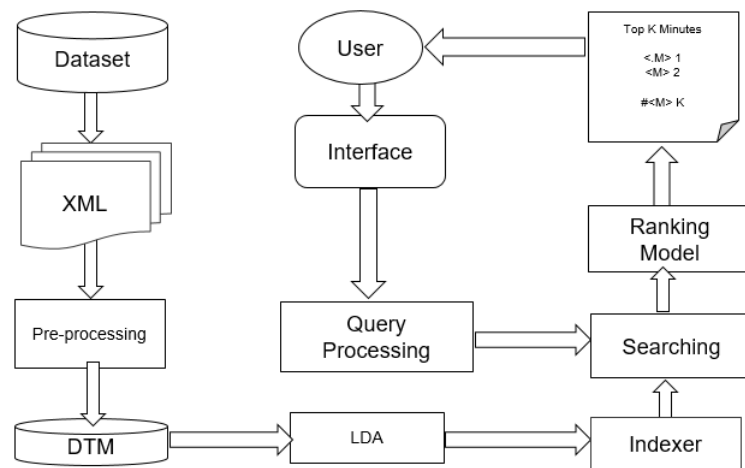 Dataset
XML
Pre-processing
DTM
LDA
User
Interface
Query
Processing
Top K Minutes
<.M> 1
<M> 2
#<M> K
Ranking
Model
Searching
Indexer